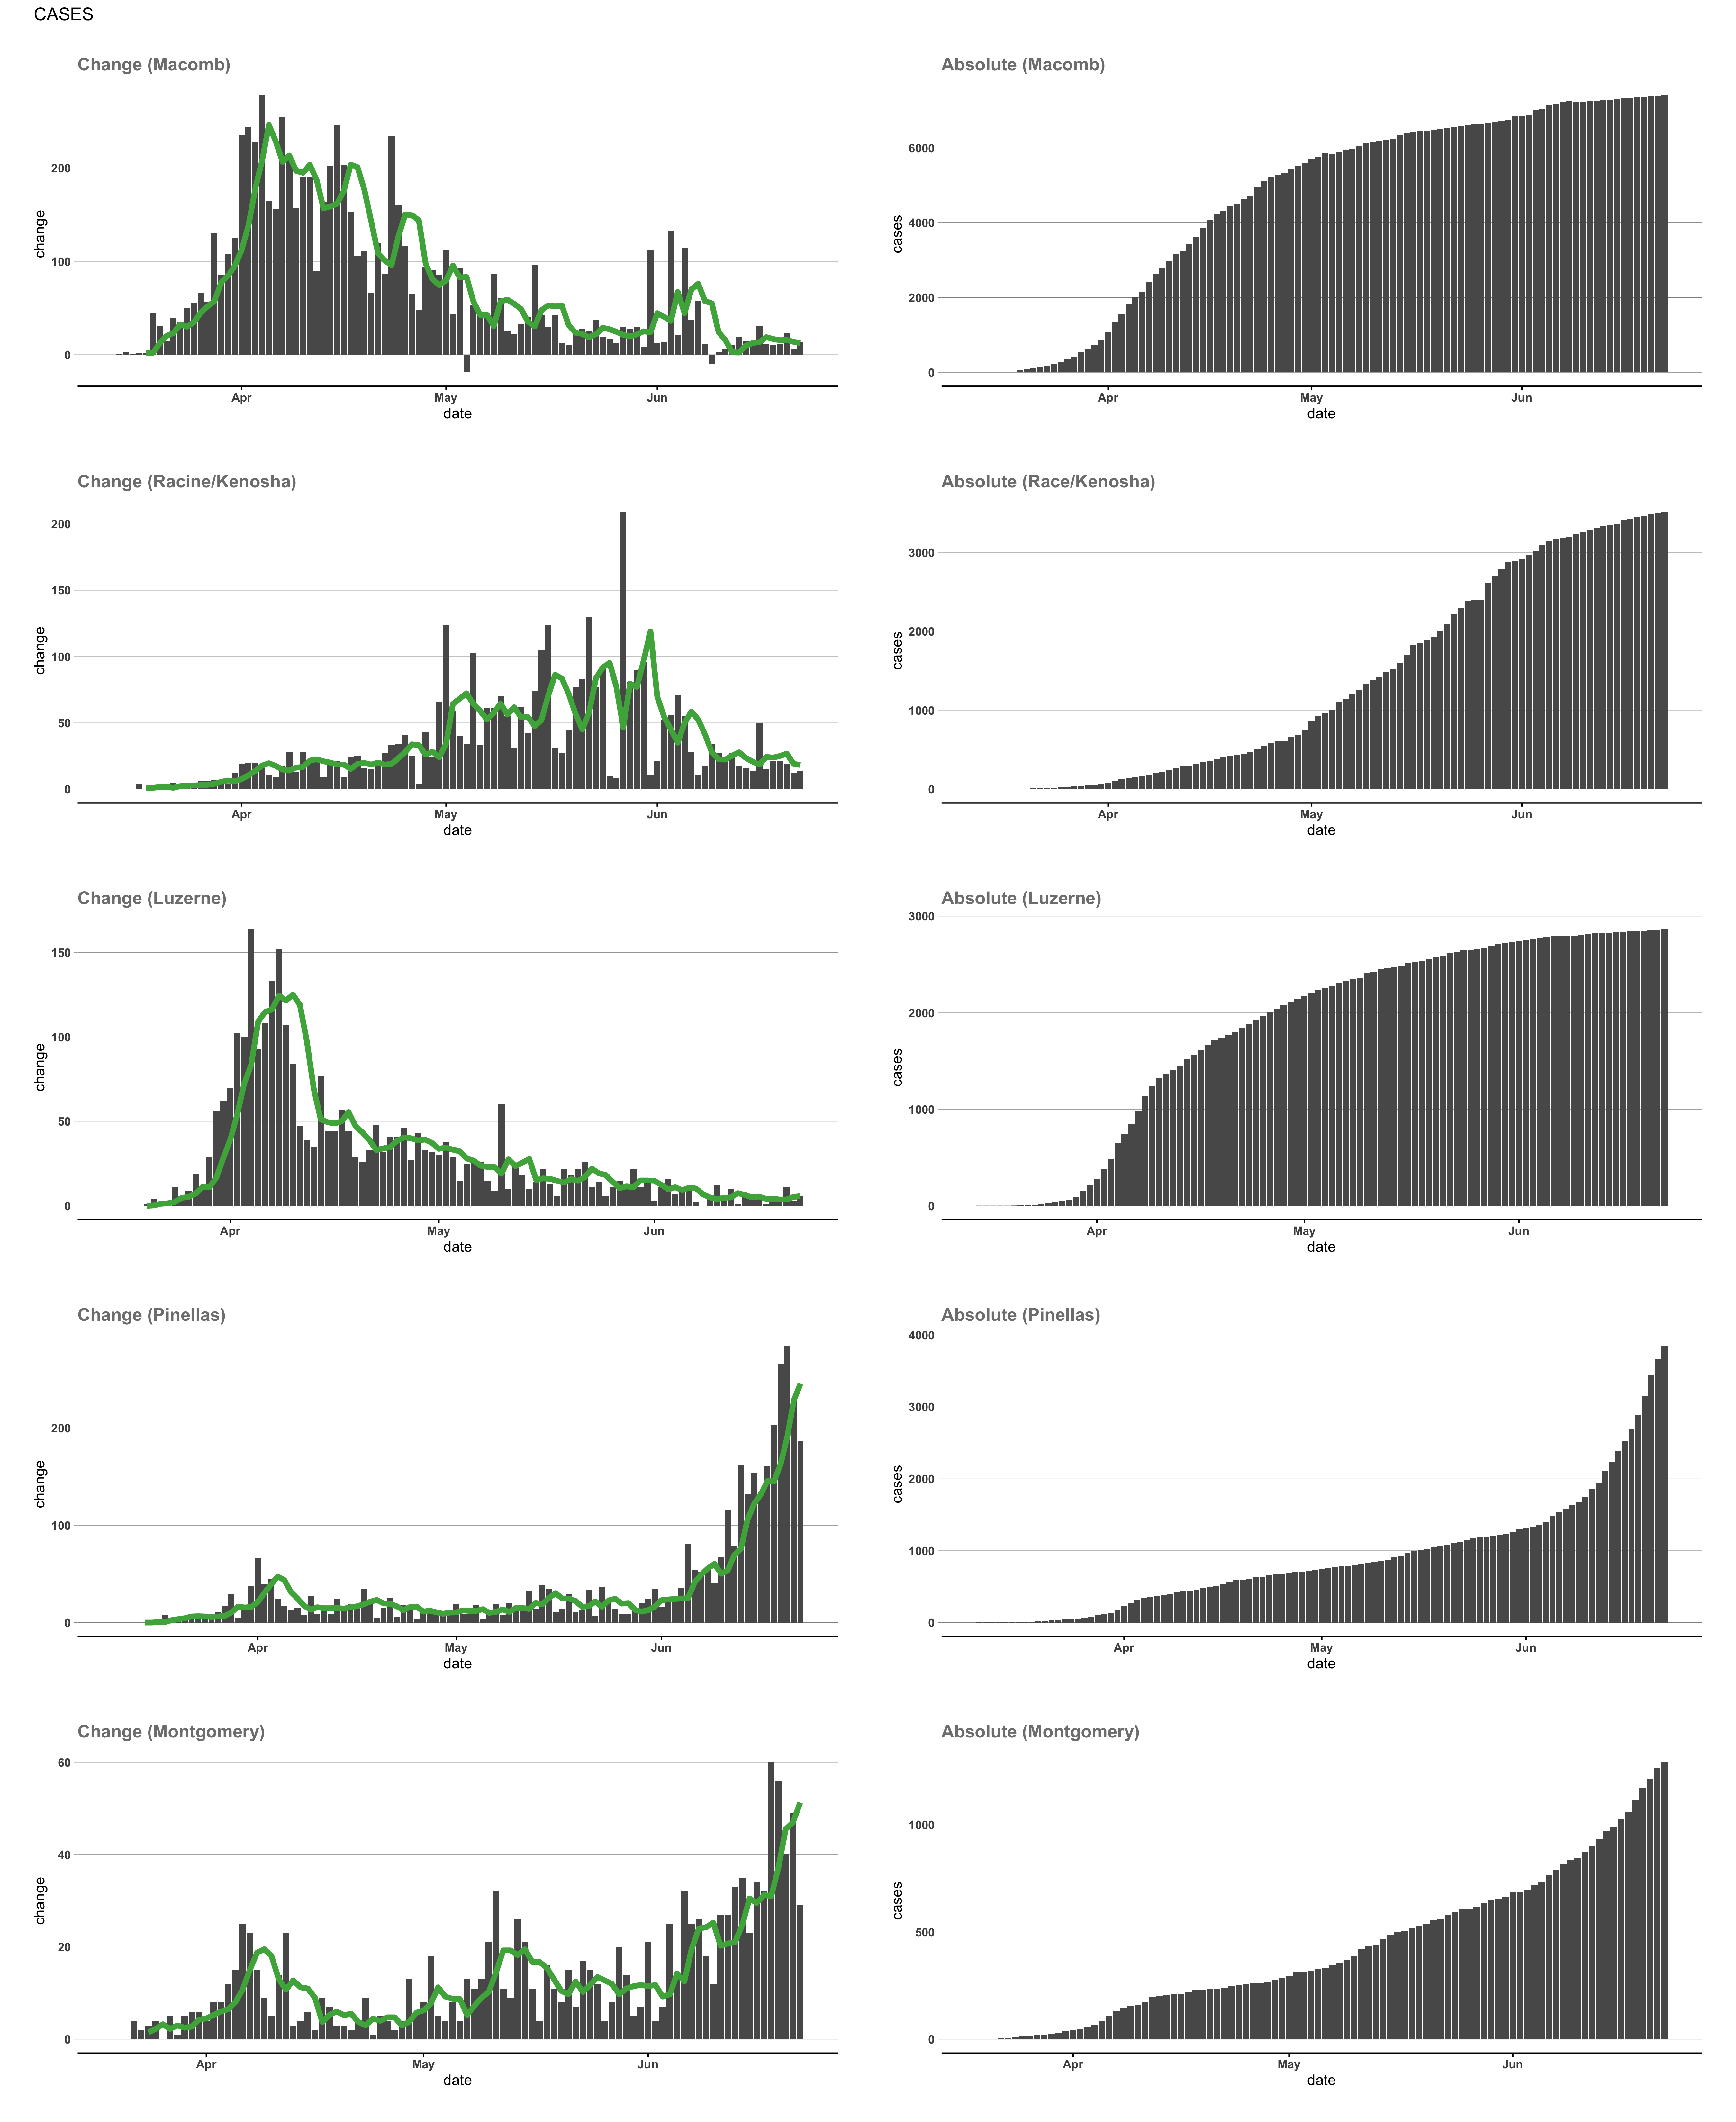 CASES
Change (Macomb)
200
100
0
change
Apr May Jun
date
Absolute (Macomb)
6000
4000
2000
0
cases
Apr May Jun
date
Change (Racine/Kenosha)
200
150
100
50
0
change
Apr May Jun
date
Absolute (Race/Kenosha)
3000
2000
1000
0
cases
Apr May Jun
date
Change (Luzerne)
150
100
50
0
change
Apr May Jun
date
Absolute (Luzerne)
3000
2000
1000
0
cases
Apr May Jun
date
Change (Pinellas)
200
100
0
change
Apr May Jun
date
Absolute (Pinellas)
4000
3000
2000
1000
0
cases
Apr May Jun
date
Change (Montgomery)
60
40
20
0
change
Apr May Jun
date
Absolute (Montgomery)
1000
500
0
cases
Apr May Jun
date